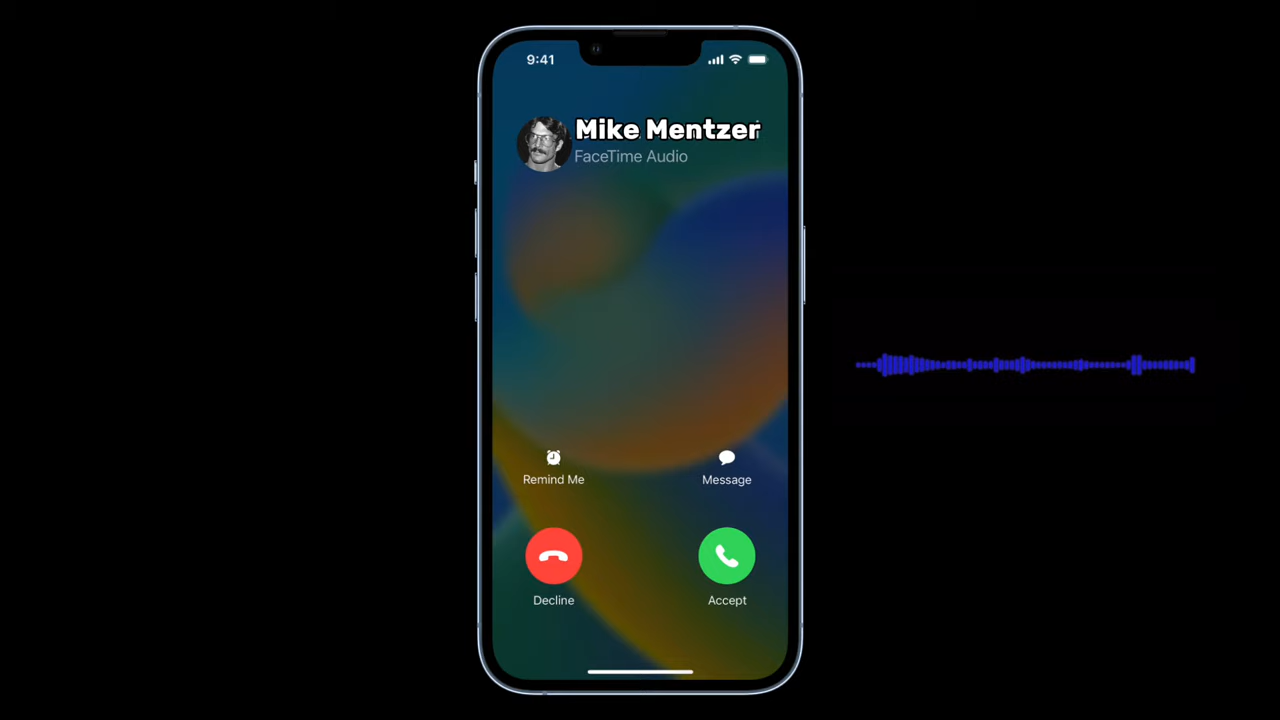 9:41
Mike Mentzer
FaceTime Audio
Remind Me
Message
Decline
Accept